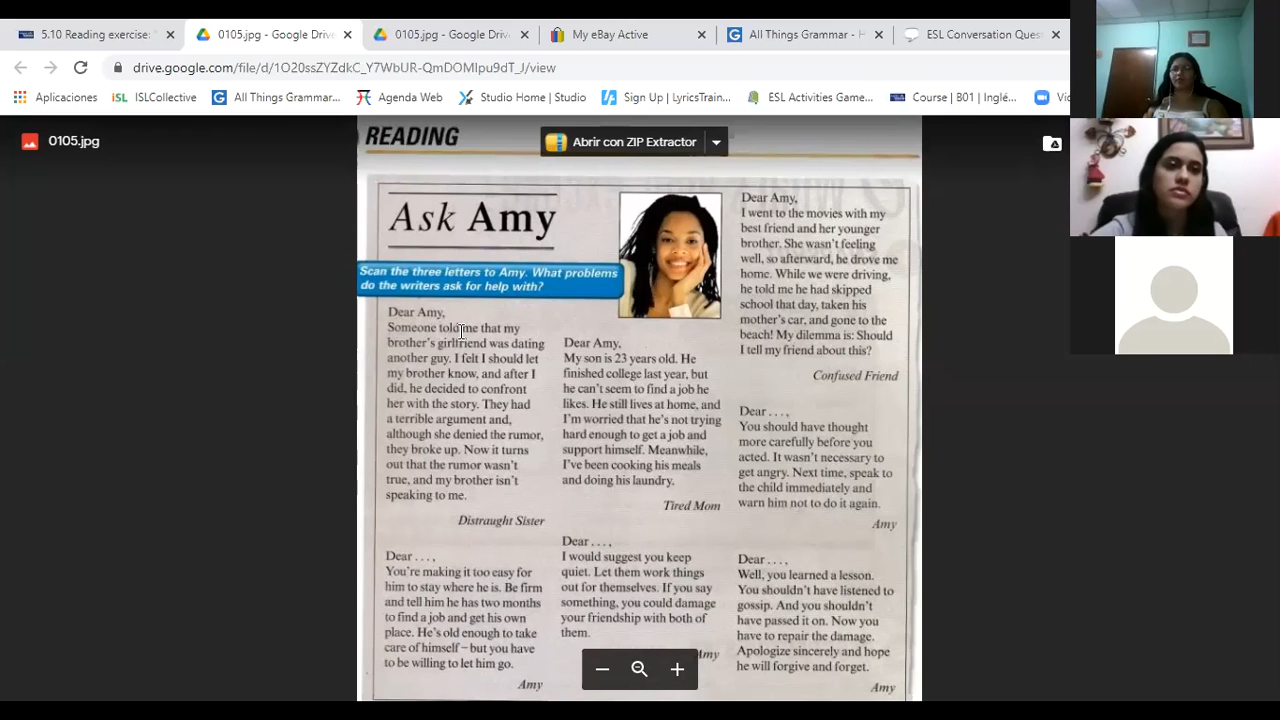 5.10 Reading exercise:
0105.jpg - Google Drive
0105.jpg - Google Drive
My eBay Active
All Things Grammar - H
ESL Conversation Ques
drive.google.com/file/d/1O20ssZYZdkC_Y7WbUR-QmDOMlpu9dT_J/view
Aplicaciones
iSL ISLCollective
G All Things Grammar...
Agenda Web
Studio Home | Studio
Sign Up | LyricsTrain...
ESL Activities Game...
Course | B01 | Inglé...
0105.jpg
Abrir con ZIP Extractor
READING
Ask Amy
Scan the three letters to Amy. What problems
do the writers ask for help with?
Dear Amy,
Someone told me that my
brother's girlfriend was dating
another guy. I felt I should let
my brother know, and after I
did, he decided to confront
her with the story. They had
a terrible argument and,
although she denied the rumor,
they broke up. Now it turns
out that the rumor wasn't
true, and my brother isn't
speaking to me.
Distraught Sister
Dear Amy,
My son is 23 years old. He
finished college last year, but
he can't seem to find a job he
likes. He still lives at home, and
I'm worried that he's not trying
hard enough to get a job and
support himself. Meanwhile,
I've been cooking his meals
and doing his laundry.
Tired Mom
Dear Amy,
I went to the movies with my
best friend and her younger
brother. She wasn't feeling
well, so afterward, he drove me
home. While we were driving,
he told me he had skipped
school that day, taken his
mother's car, and gone to the
beach! My dilemma is: Should
I tell my friend about this?
Confused Friend
Dear . . . ,
You should have thought
more carefully before you
acted. It wasn't necessary to
get angry. Next time, speak to
the child immediately and
warn him not to do it again.
Amy
Dear . . . ,
You're making it too easy for
him to stay where he is. Be firm
and tell him he has two months
to find a job and get his own
place. He's old enough to take
care of himself – but you have
to be willing to let him go.
Amy
Dear . . . ,
I would suggest you keep
quiet. Let them work things
out for themselves. If you say
something, you could damage
your friendship with both of
them.
Amy
Dear . . . ,
Well, you learned a lesson.
You shouldn't have listened to
gossip. And you shouldn't
have passed it on. Now you
have to repair the damage.
Apologize sincerely and hope
he will forgive and forget.
Amy